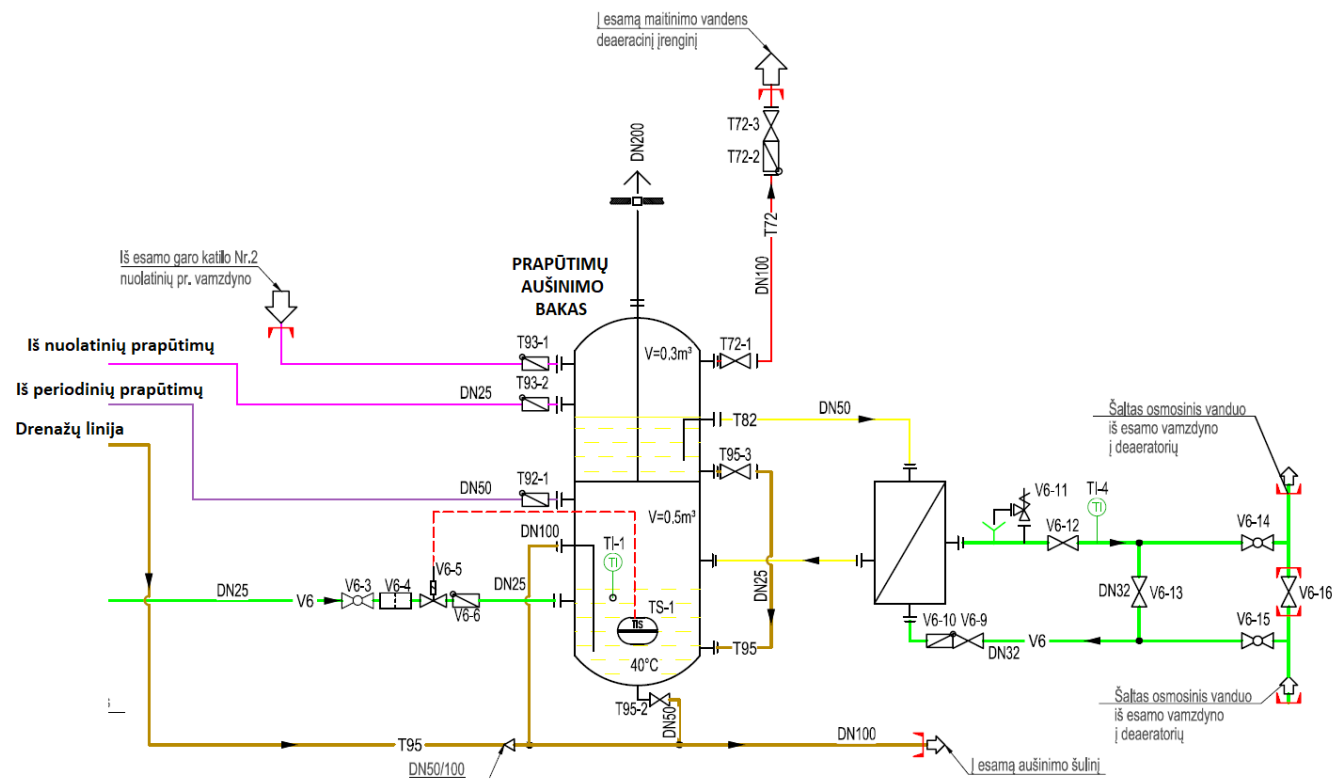 Į esamą maitinimo vandens
deaeracinį įrenginį
T72-3
T72-2
DN200
T72
DN100
Iš esamo garo katilo Nr.2
nuolatinių pr. vamzdyno
PRAPŪTIMŲ
AUŠINIMO
BAKAS
Iš nuolatinių prapūtimų
T93-1
V=0.3m³
T72-1
Iš periodinių prapūtimų
DN25
T93-2
Drenažų linija
T82
DN50
Šaltas osmosinis vanduo
iš esamo vamzdyno
į deaeratorių
T95-3
DN50
T92-1
V=0,5m³
DN100
TI-1
TI
V6-11
TI-4
TI
V6-12
V6-14
V6-5
DN25
V6-3
V6-4
DN25
V6
V6-6
DN25
TS-1
TIS
DN32
V6-13
V6-16
V6-10
V6-9
V6
V6-15
DN32
T95
40°C
T95-2
DN50
Šaltas osmosinis vanduo
iš esamo vamzdyno
į deaeratorių
T95
DN100
DN50/100
Į esamą aušinimo šulinį